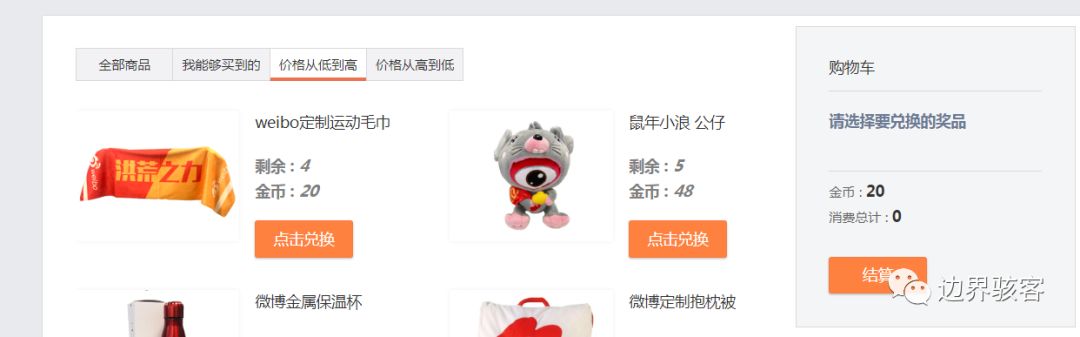 全部商品
我能够买到的
价格从低到高
价格从高到低
weibo定制运动毛巾
剩余：4
金币：20
点击兑换
洪荒之力
weibo
鼠年小浪 公仔
剩余：5
金币：48
点击兑换
微博金属保温杯
微博定制抱枕被
购物车
请选择要兑换的奖品
金币：20
消费总计：0
结算
边界骇客